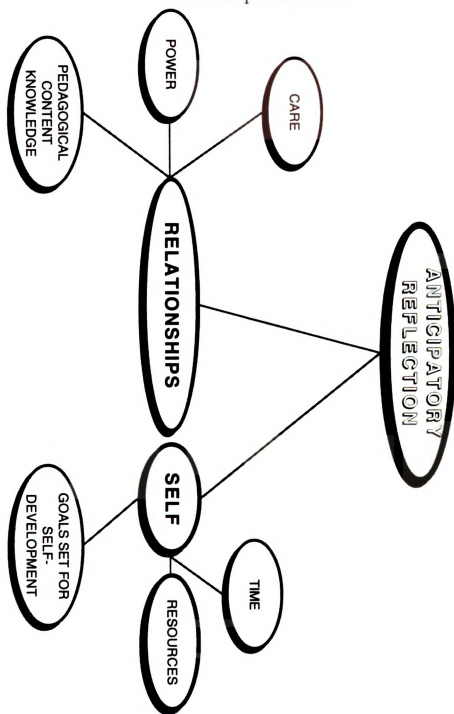 ANTICIPATORY
REFLECTION
RELATIONSHIPS
SELF
CARE
POWER
PEDAGOGICAL
CONTENT
KNOWLEDGE
TIME
RESOURCES
GOALS SET FOR
SELF-
DEVELOPMENT